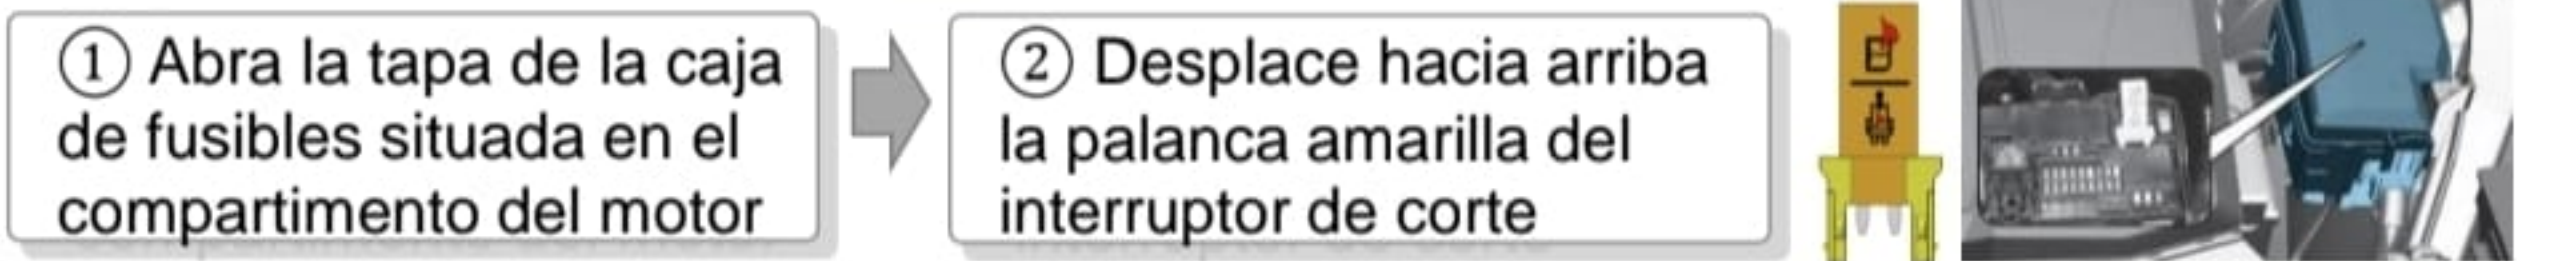 ① Abra la tapa de la caja
de fusibles situada en el
compartimento del motor
② Desplace hacia arriba
la palanca amarilla del
interruptor de corte